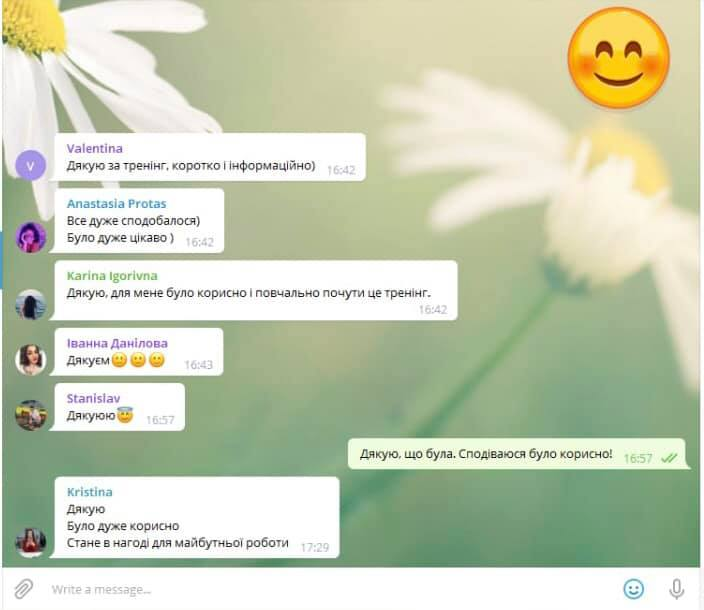 Valentina
V
Дякую за тренінг, коротко і інформаційно)
16:42
Anastasia Protas
Все дуже сподобалося)
Було дуже цікаво )
16:42
Karina Igorivna
Дякую, для мене було корисно і повчально почути це тренінг.
16:42
Іванна Данілова
Дякуєм😐😐😐
16:43
Stanislav
Дякуюю😇
16:57
Дякую, що була. Сподіваюся було корисно!
16:57
Kristina
Дякую
Було дуже корисно
Стане в нагоді для майбутньої роботи
17:29
Write a message...